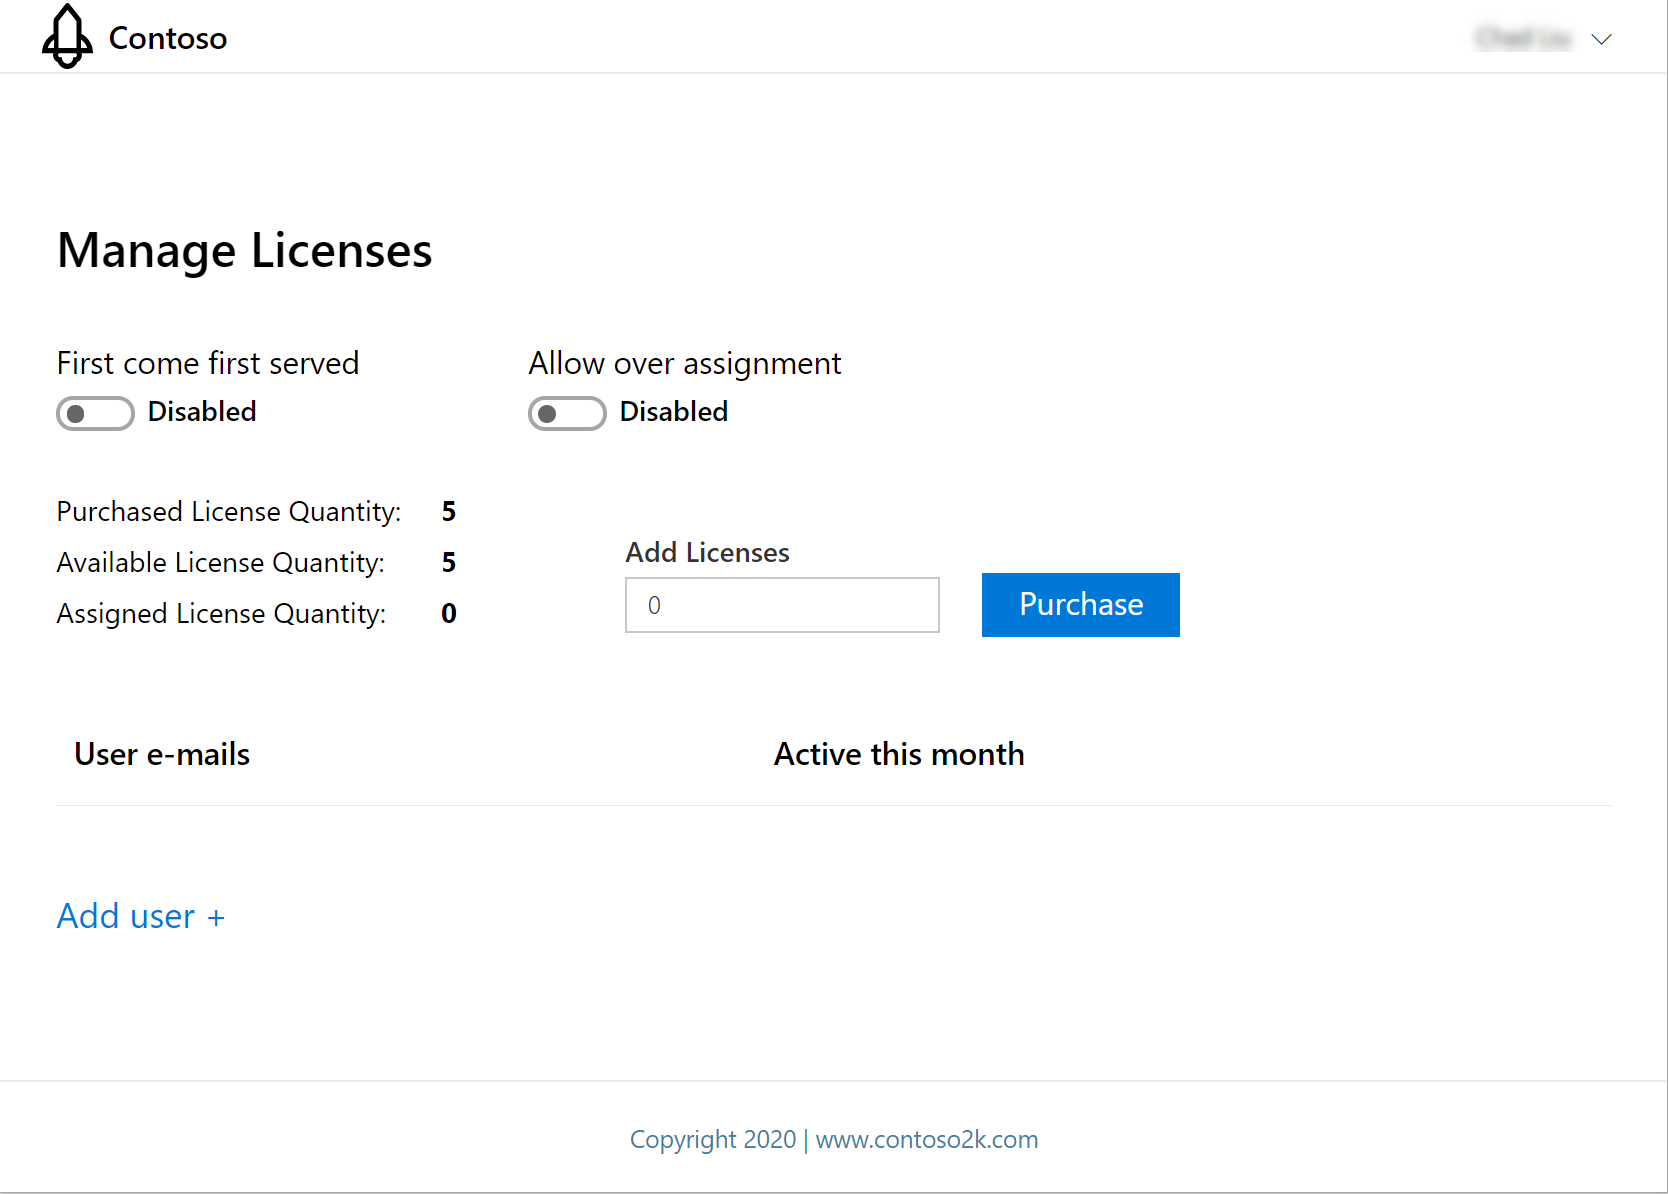 Contoso
Manage Licenses
First come first served
Disabled
Allow over assignment
Disabled
Purchased License Quantity: 5
Available License Quantity: 5
Assigned License Quantity: 0
Add Licenses
0
Purchase
User e-mails
Active this month
Add user +
Copyright 2020 | www.contoso2k.com